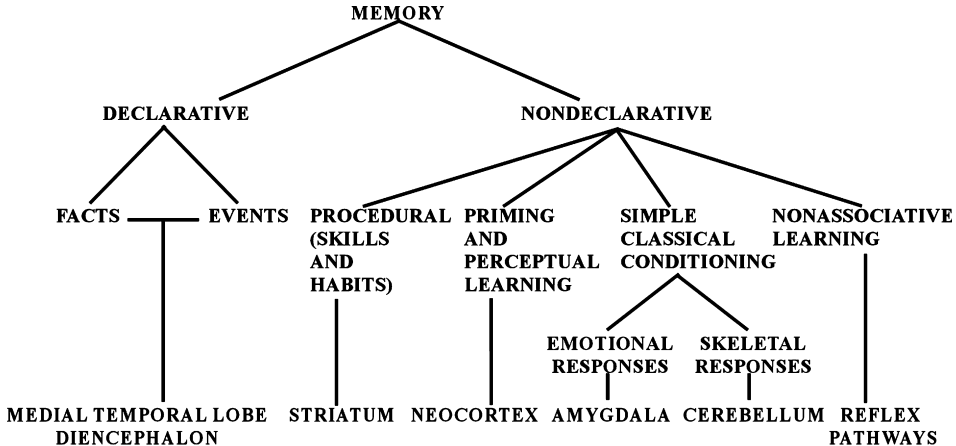 MEMORY
DECLARATIVE
NONDECLARATIVE
FACTS
EVENTS
PROCEDURAL
(SKILLS
AND
HABITS)
PRIMING
AND
PERCEPTUAL
LEARNING
SIMPLE
CLASSICAL
CONDITIONING
NONASSOCIATIVE
LEARNING
EMOTIONAL
RESPONSES
SKELETAL
RESPONSES
MEDIAL TEMPORAL LOBE
DIENCEPHALON
STRIATUM
NEOCORTEX
AMYGDALA
CEREBELLUM
REFLEX
PATHWAYS